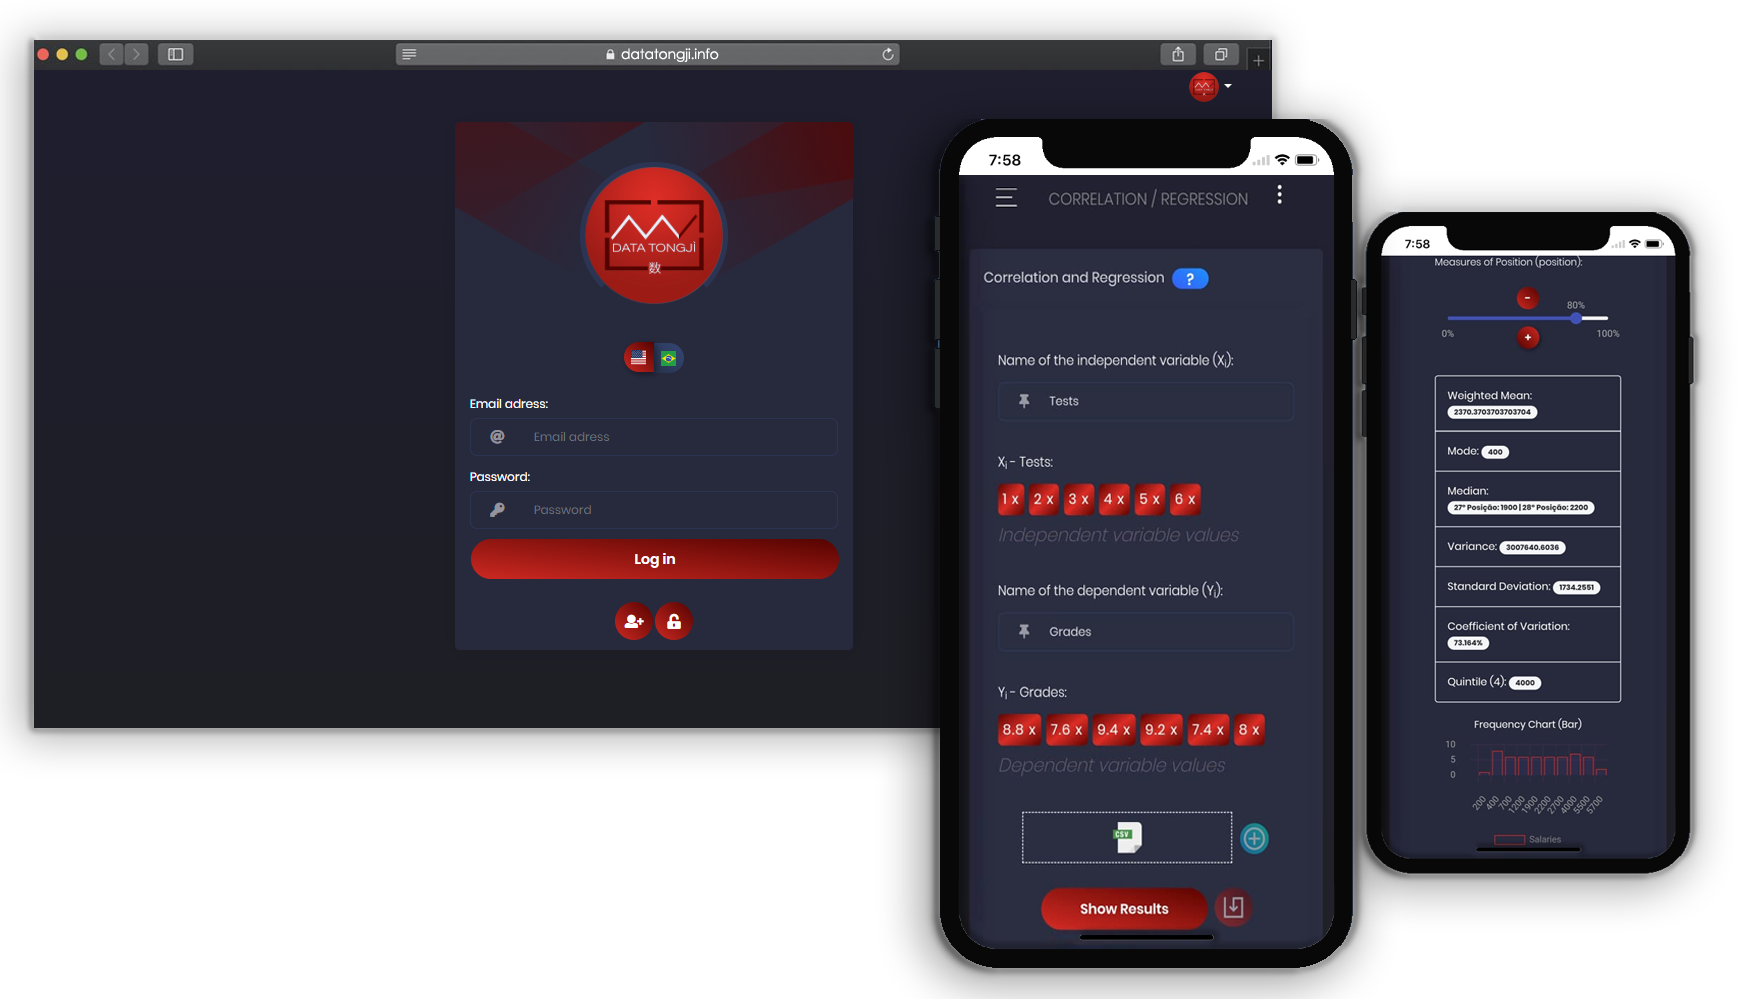 datatongji.info
DATA TONGJI
数
Email adress:
@ Email adress
Password:
Password
Log in
7:58
CORRELATION / REGRESSION
Correlation and Regression ?
Name of the independent variable (Xi):
Tests
Xi - Tests:
1 x 2 x 3 x 4 x 5 x 6 x
Independent variable values
Name of the dependent variable (Yi):
Grades
Yi - Grades:
8.8 x 7.6 x 9.4 x 9.2 x 7.4 x 8 x
Dependent variable values
CSV
Show Results
7:58
Measures of Position (position):
-
80%
0% 100%
+
Weighted Mean:
2370.3703703703704
Mode: 400
Median:
27º Posição: 1900 | 28º Posição: 2200
Variance: 3007640.6036
Standard Deviation: 1734.2551
Coefficient of Variation:
73.164%
Quintile (4): 4000
Frequency Chart (Bar)
10
5
0
200 400 700 1200 1900 2200 2700 4000 5500 5700
Salaries